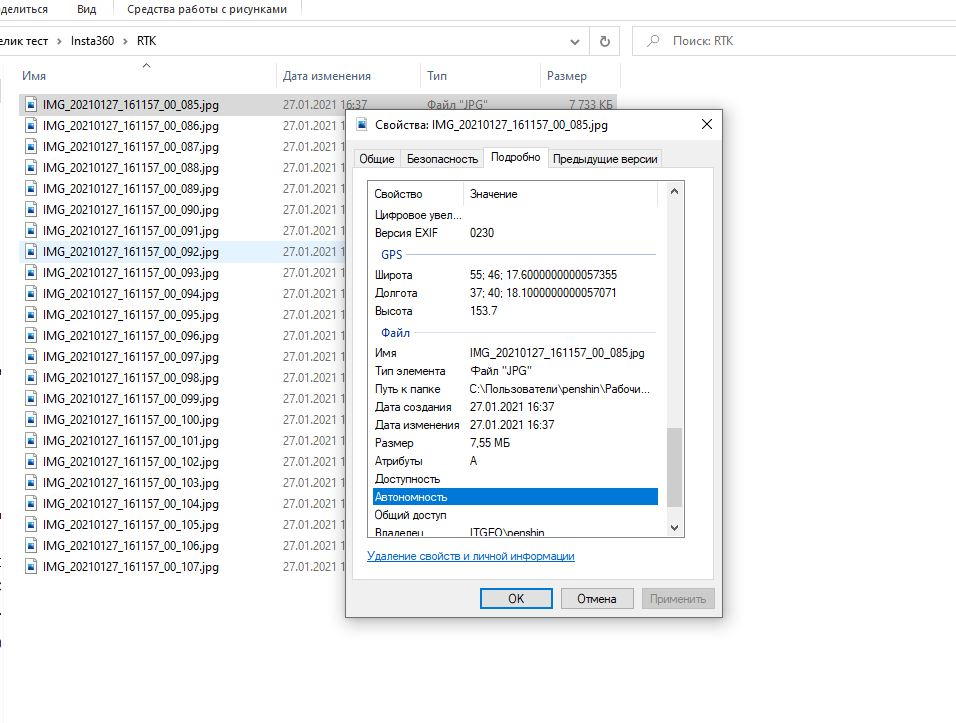 делиться Вид Средства работы с рисунками
елик тест › Insta360 › RTK Поиск: RTK
Имя Дата изменения Тип Размер
IMG_20210127_161157_00_085.jpg 27.01.2021 16:37 Файл "JPG" 7 733 КБ
IMG_20210127_161157_00_086.jpg 27.01.2021 1
IMG_20210127_161157_00_087.jpg 27.01.2021 1
IMG_20210127_161157_00_088.jpg 27.01.2021 1
IMG_20210127_161157_00_089.jpg 27.01.2021 1
IMG_20210127_161157_00_090.jpg 27.01.2021 1
IMG_20210127_161157_00_091.jpg 27.01.2021 1
IMG_20210127_161157_00_092.jpg 27.01.2021 1
IMG_20210127_161157_00_093.jpg 27.01.2021 1
IMG_20210127_161157_00_094.jpg 27.01.2021 1
IMG_20210127_161157_00_095.jpg 27.01.2021 1
IMG_20210127_161157_00_096.jpg 27.01.2021 1
IMG_20210127_161157_00_097.jpg 27.01.2021 1
IMG_20210127_161157_00_098.jpg 27.01.2021 1
IMG_20210127_161157_00_099.jpg 27.01.2021 1
IMG_20210127_161157_00_100.jpg 27.01.2021 1
IMG_20210127_161157_00_101.jpg 27.01.2021 1
IMG_20210127_161157_00_102.jpg 27.01.2021 1
IMG_20210127_161157_00_103.jpg 27.01.2021 1
IMG_20210127_161157_00_104.jpg 27.01.2021 1
IMG_20210127_161157_00_105.jpg 27.01.2021 1
IMG_20210127_161157_00_106.jpg 27.01.2021 1
IMG_20210127_161157_00_107.jpg 27.01.2021 1
Свойства: IMG_20210127_161157_00_085.jpg
Общие Безопасность Подробно Предыдущие версии
Свойство Значение
Цифровое увел...
Версия EXIF 0230
GPS
Широта 55; 46; 17.6000000000057355
Долгота 37; 40; 18.1000000000057071
Высота 153.7
Файл
Имя IMG_20210127_161157_00_085.jpg
Тип элемента Файл "JPG"
Путь к папке C:\Пользователи\penshin\Рабочи...
Дата создания 27.01.2021 16:37
Дата изменения 27.01.2021 16:37
Размер 7,55 МБ
Атрибуты A
Доступность
Автономность
Общий доступ
Владелец ITGEO\penshin
Удаление свойств и личной информации
ОК Отмена Применить